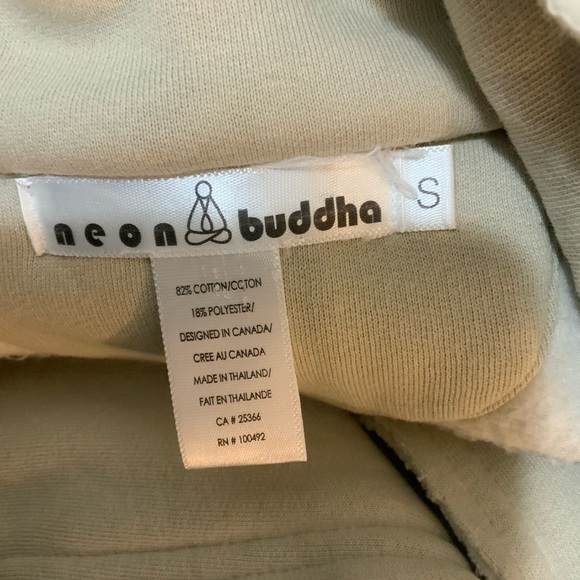 neon buddha S
82% COTTON/CCTON
18% POLYESTER/
DESIGNED IN CANADA/
CREE AU CANADA
MADE IN THAILAND/
FAIT EN THAILANDE
CA # 25366
RN # 100492